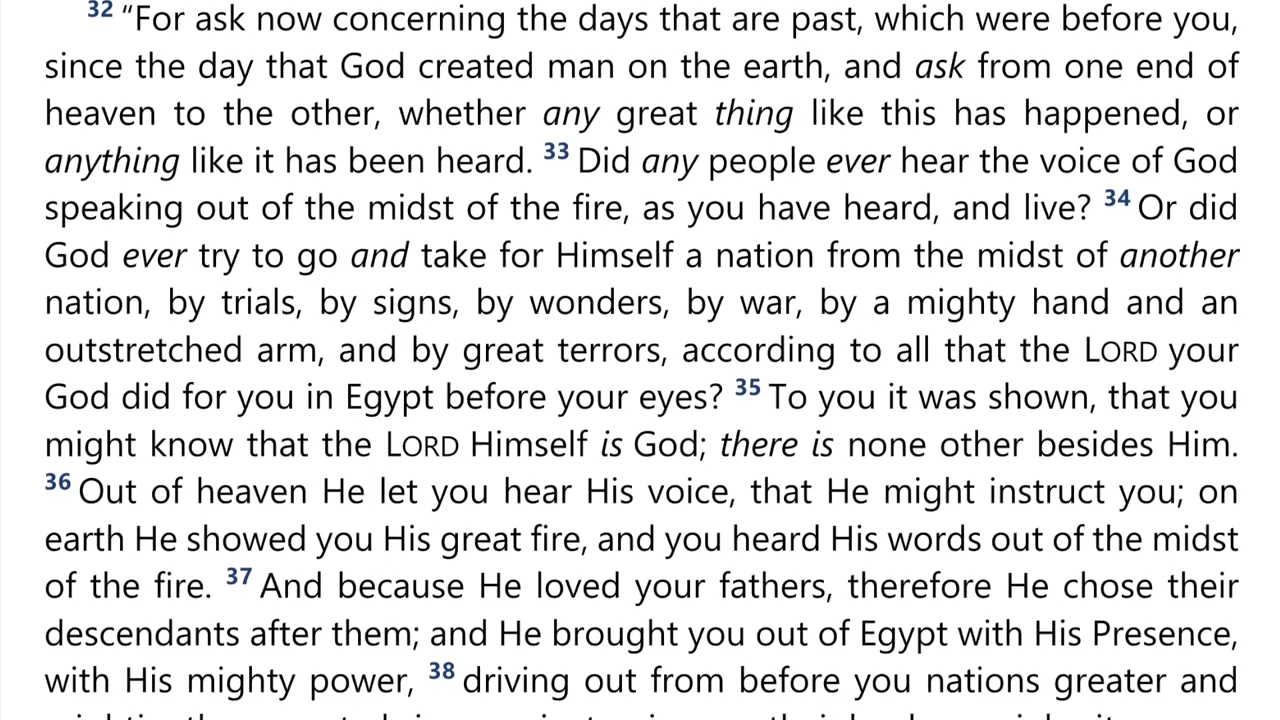 32 “For ask now concerning the days that are past, which were before you,
since the day that God created man on the earth, and ask from one end of
heaven to the other, whether any great thing like this has happened, or
anything like it has been heard. 33 Did any people ever hear the voice of God
speaking out of the midst of the fire, as you have heard, and live? 34 Or did
God ever try to go and take for Himself a nation from the midst of another
nation, by trials, by signs, by wonders, by war, by a mighty hand and an
outstretched arm, and by great terrors, according to all that the LORD your
God did for you in Egypt before your eyes? 35 To you it was shown, that you
might know that the LORD Himself is God; there is none other besides Him.
36 Out of heaven He let you hear His voice, that He might instruct you; on
earth He showed you His great fire, and you heard His words out of the midst
of the fire. 37 And because He loved your fathers, therefore He chose their
descendants after them; and He brought you out of Egypt with His Presence,
with His mighty power, 38 driving out from before you nations greater and